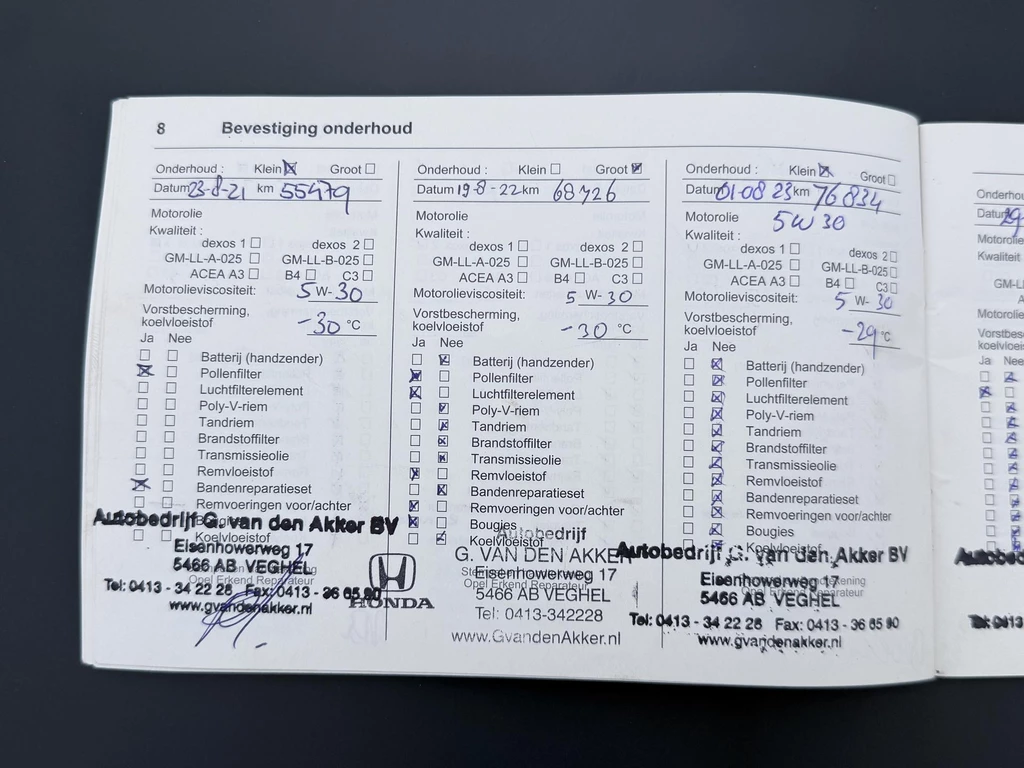 8 Bevestiging onderhoud
Onderhoud : Klein Groot
Datum 23-8-21 km 55479
Motorolie
Kwaliteit :
dexos 1 dexos 2
GM-LL-A-025 GM-LL-B-025
ACEA A3 B4 C3
Motorolieviscositeit: 5 W-30
Vorstbescherming,
koelvloeistof -30 °C
Ja Nee
Batterij (handzender)
Pollenfilter
Luchtfilterelement
Poly-V-riem
Tandriem
Brandstoffilter
Transmissieolie
Remvloeistof
Bandenreparatieset
Remvoeringen voor/achter
Autobedrijf G. van den Akker BV
Eisenhowerweg 17
5466 AB VEGHEL
Opel Erkend Reparateur
Tel: 0413 - 34 22 28 Fax: 0413 - 36 65 90
www.gvandenakker.nl
Onderhoud : Klein Groot
Datum 19-8-22 km 68726
Motorolie
Kwaliteit :
dexos 1 dexos 2
GM-LL-A-025 GM-LL-B-025
ACEA A3 B4 C3
Motorolieviscositeit: 5 W-30
Vorstbescherming,
koelvloeistof -30 °C
Ja Nee
Batterij (handzender)
Pollenfilter
Luchtfilterelement
Poly-V-riem
Tandriem
Brandstoffilter
Transmissieolie
Remvloeistof
Bandenreparatieset
Remvoeringen voor/achter
Bougies
Koelvloeistof
Autobedrijf
G. VAN DEN AKKER
Eisenhowerweg 17
Opel Erkend Reparateur
5466 AB VEGHEL
HONDA
Tel: 0413-342228
www.GvandenAkker.nl
Onderhoud : Klein Groot
Datum 01-08 23 km 76834
Motorolie 5W30
Kwaliteit :
dexos 1 dexos 2
GM-LL-A-025 GM-LL-B-025
ACEA A3 B4 C3
Motorolieviscositeit: 5 W-30
Vorstbescherming,
koelvloeistof -29 °C
Ja Nee
Batterij (handzender)
Pollenfilter
Luchtfilterelement
Poly-V-riem
Tandriem
Brandstoffilter
Transmissieolie
Remvloeistof
Bandenreparatieset
Remvoeringen voor/achter
Bougies
Koelvloeistof
Autobedrijf G. van den Akker BV
Eisenhowerweg 17
5466 AB VEGHEL
Tel: 0413 - 34 22 28 Fax: 0413 - 36 65 90
www.gvandenakker.nl
Ja Nee